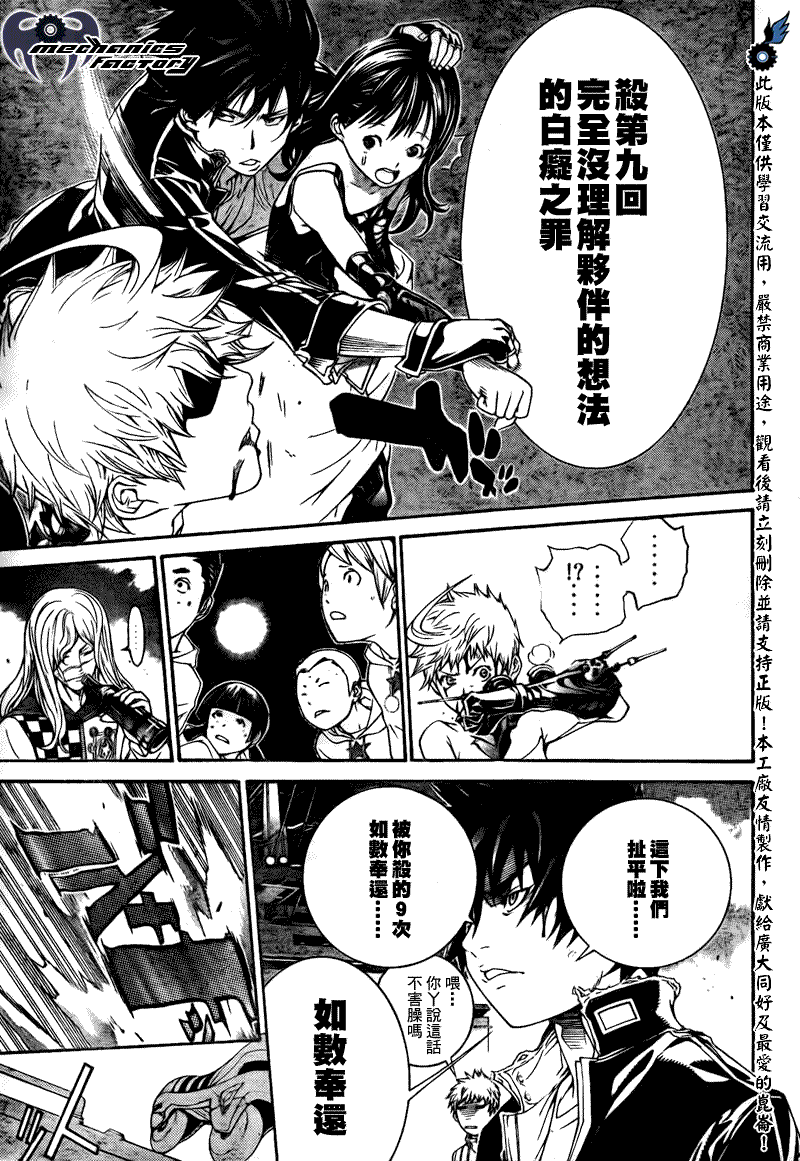 mechanics
factory
殺第九回
完全沒理解夥伴的想法
的白癡之罪
……
!?……
……
這下我們
扯平啦……
被你殺的9次
如數奉還……
喂…
你丫說這話
不害臊嗎
如數奉還
此版本僅供學習交流用，嚴禁商業用途，觀看後請立刻刪除並請支持正版！本工廠友情製作，獻給廣大同好及最愛的崑崙！